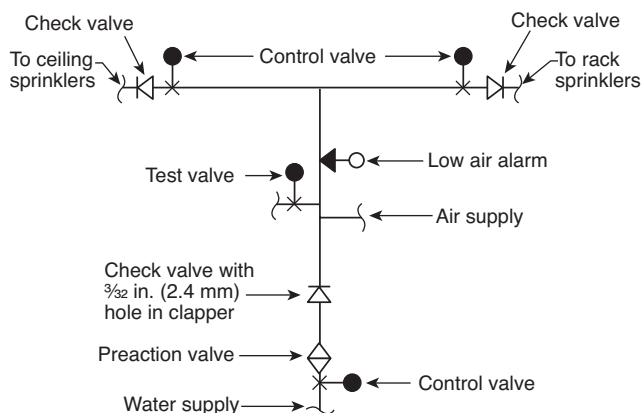 Check valve
Check valve
To ceiling
sprinklers
Control valve
To rack
sprinklers
Low air alarm
Test valve
Air supply
Check valve with
3⁄32 in. (2.4 mm)
hole in clapper
Preaction valve
Control valve
Water supply